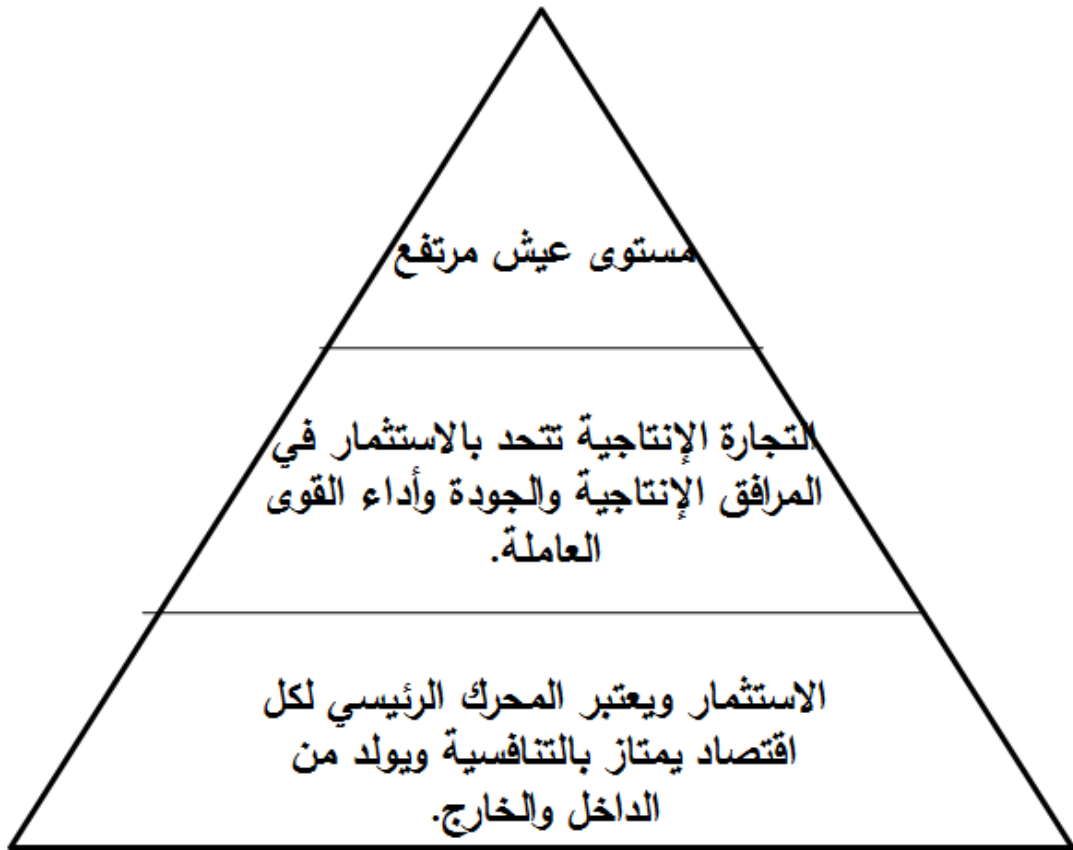 مستوى عيش مرتفع
التجارة الإنتاجية تتحد بالاستثمار في
المرافق الإنتاجية والجودة وأداء القوى
العاملة.
الاستثمار ويعتبر المحرك الرئيسي لكل
اقتصاد يمتاز بالتنافسية ويولد من
الداخل والخارج.